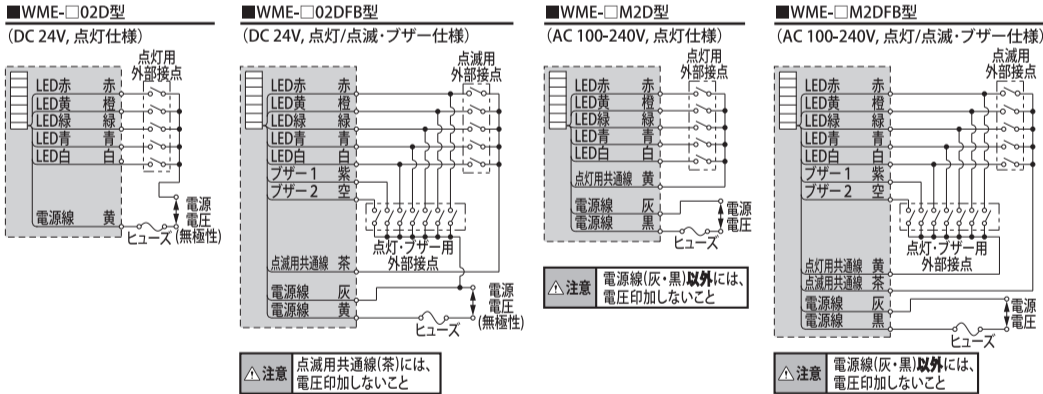 ■WME-□02D型
(DC 24V, 点灯仕様)
点灯用
外部接点
LED赤 赤
LED黄 橙
LED緑 緑
LED青 青
LED白 白
電源線 黄
ヒューズ
電源
電圧
(無極性)
■WME-□02DFB型
(DC 24V, 点灯/点滅・ブザー仕様)
点滅用
外部接点
LED赤 赤
LED黄 橙
LED緑 緑
LED青 青
LED白 白
ブザー1 紫
ブザー2 空
点灯・ブザー用
外部接点
点滅用共通線 茶
電源線 灰
電源線 黄
ヒューズ
電源
電圧
(無極性)
⚠注意
点滅用共通線(茶)には、
電圧印加しないこと
■WME-□M2D型
(AC 100-240V, 点灯仕様)
点灯用
外部接点
LED赤 赤
LED黄 橙
LED緑 緑
LED青 青
LED白 白
点灯用共通線 黄
電源線 灰
電源線 黒
ヒューズ
電源
電圧
⚠注意
電源線(灰・黒)以外には、
電圧印加しないこと
■WME-□M2DFB型
(AC 100-240V, 点灯/点滅・ブザー仕様)
点滅用
外部接点
LED赤 赤
LED黄 橙
LED緑 緑
LED青 青
LED白 白
ブザー1 紫
ブザー2 空
点灯・ブザー用
外部接点
点灯用共通線 黄
点滅用共通線 茶
電源線 灰
電源線 黒
ヒューズ
電源
電圧
⚠注意
電源線(灰・黒)以外には、
電圧印加しないこと